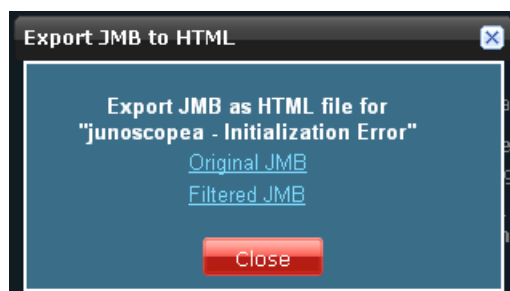 Export JMB to HTML
Export JMB as HTML file for
"junoscopea - Initialization Error"
Original JMB
Filtered JMB
Close